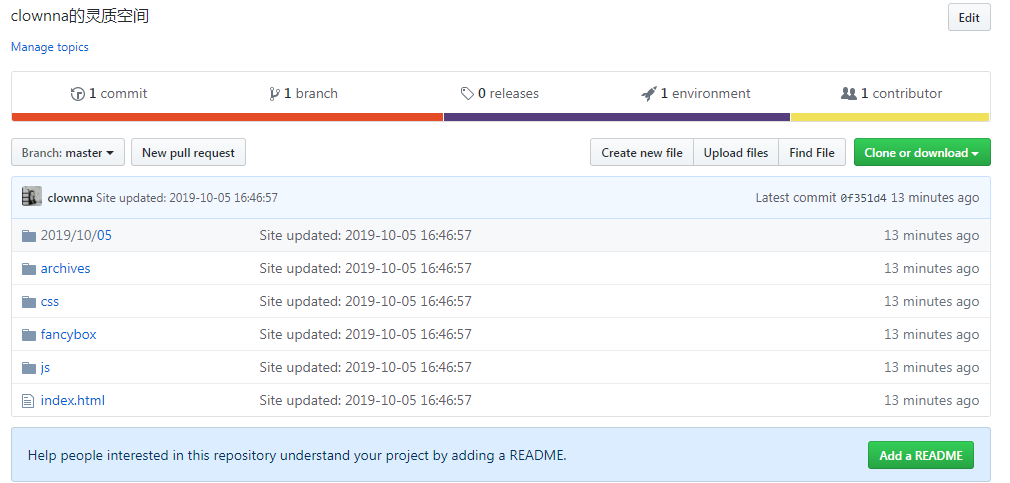 clownna的灵质空间
Edit
Manage topics
1 commit
1 branch
0 releases
1 environment
1 contributor
Branch: master
New pull request
Create new file
Upload files
Find File
Clone or download
clownna Site updated: 2019-10-05 16:46:57
Latest commit 0f351d4 13 minutes ago
2019/10/05 Site updated: 2019-10-05 16:46:57 13 minutes ago
archives Site updated: 2019-10-05 16:46:57 13 minutes ago
css Site updated: 2019-10-05 16:46:57 13 minutes ago
fancybox Site updated: 2019-10-05 16:46:57 13 minutes ago
js Site updated: 2019-10-05 16:46:57 13 minutes ago
index.html Site updated: 2019-10-05 16:46:57 13 minutes ago
Help people interested in this repository understand your project by adding a README.
Add a README